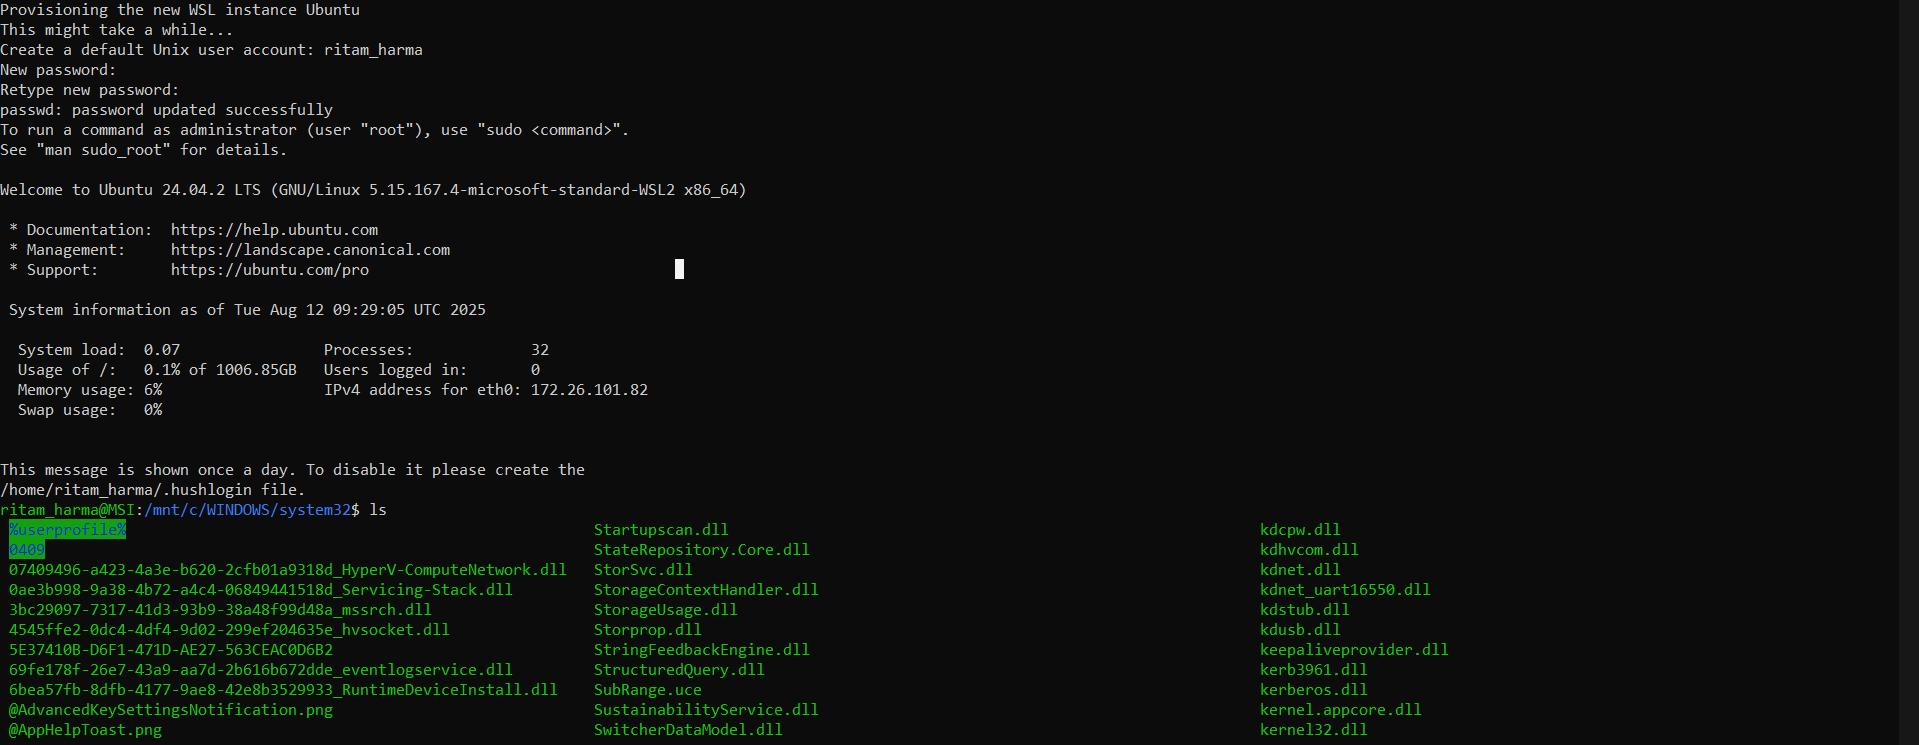 Provisioning the new WSL instance Ubuntu
This might take a while...
Create a default Unix user account: ritam_harma
New password:
Retype new password:
passwd: password updated successfully
To run a command as administrator (user "root"), use "sudo <command>".
See "man sudo_root" for details.
Welcome to Ubuntu 24.04.2 LTS (GNU/Linux 5.15.167.4-microsoft-standard-WSL2 x86_64)
* Documentation:  https://help.ubuntu.com
* Management:     https://landscape.canonical.com
* Support:        https://ubuntu.com/pro
System information as of Tue Aug 12 09:29:05 UTC 2025
System load:  0.07                Processes:             32
Usage of /:   0.1% of 1006.85GB   Users logged in:       0
Memory usage: 6%                  IPv4 address for eth0: 172.26.101.82
Swap usage:   0%
This message is shown once a day. To disable it please create the
/home/ritam_harma/.hushlogin file.
ritam_harma@MSI:/mnt/c/WINDOWS/system32$ ls
%userprofile%    Startupscan.dll    kdcpw.dll
0409    StateRepository.Core.dll    kdhvcom.dll
07409496-a423-4a3e-b620-2cfb01a9318d_HyperV-ComputeNetwork.dll    StorSvc.dll    kdnet.dll
0ae3b998-9a38-4b72-a4c4-06849441518d_Servicing-Stack.dll    StorageContextHandler.dll    kdnet_uart16550.dll
3bc29097-7317-41d3-93b9-38a48f99d48a_mssrch.dll    StorageUsage.dll    kdstub.dll
4545ffe2-0dc4-4df4-9d02-299ef204635e_hvsocket.dll    Storprop.dll    kdusb.dll
5E37410B-D6F1-471D-AE27-563CEAC0D6B2    StringFeedbackEngine.dll    keepaliveprovider.dll
69fe178f-26e7-43a9-aa7d-2b616b672dde_eventlogservice.dll    StructuredQuery.dll    kerb3961.dll
6bea57fb-8dfb-4177-9ae8-42e8b3529933_RuntimeDeviceInstall.dll    SubRange.uce    kerberos.dll
@AdvancedKeySettingsNotification.png    SustainabilityService.dll    kernel.appcore.dll
@AppHelpToast.png    SwitcherDataModel.dll    kernel32.dll